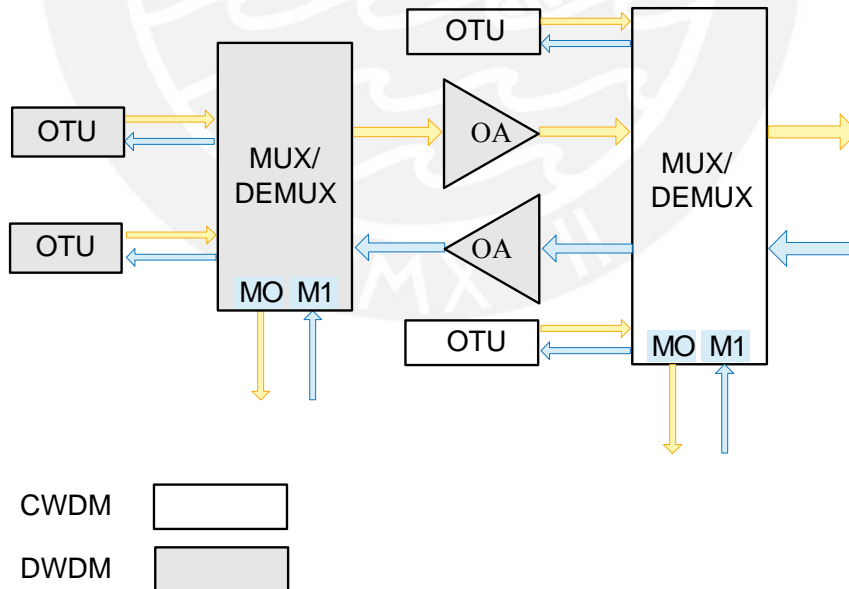 OTU
OTU
OA
MUX/
DEMUX
MUX/
DEMUX
OTU
OA
MO M1
OTU
MO M1
CWDM
DWDM